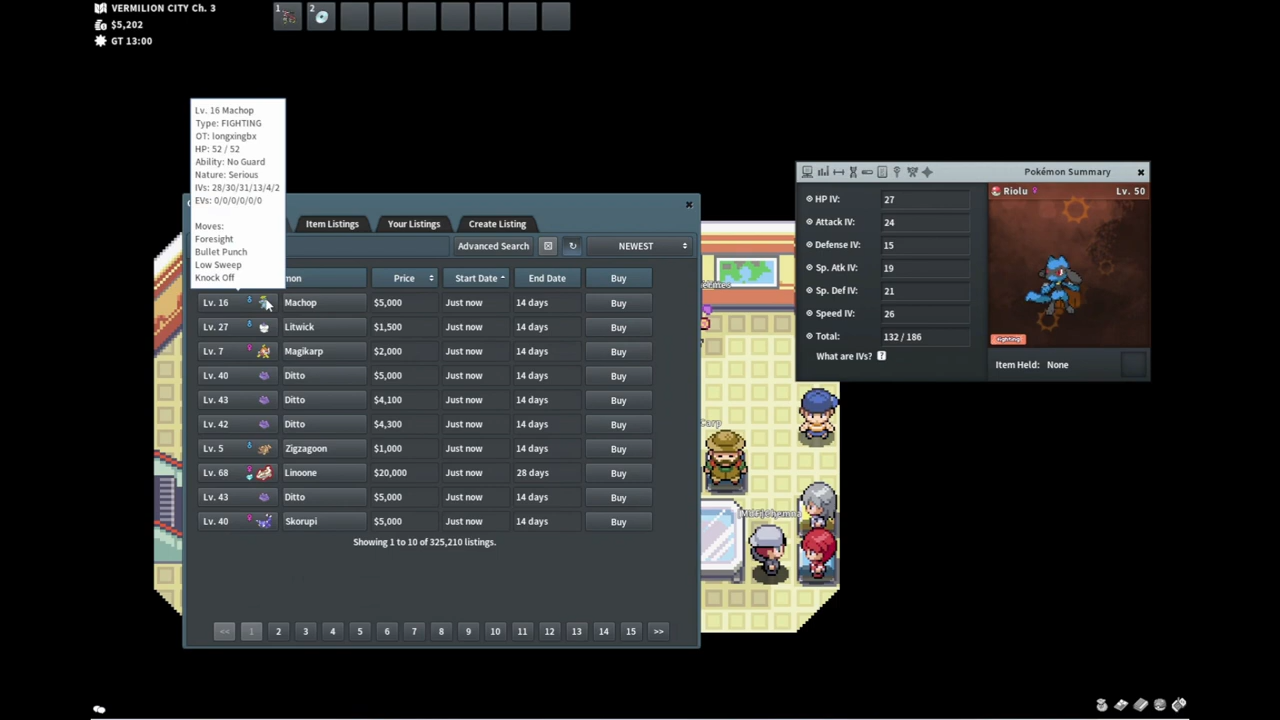 VERMILION CITY Ch. 3
$5,202
GT 13:00
1 2
Lv. 16 Machop
Type: FIGHTING
OT: longxingbx
HP: 52 / 52
Ability: No Guard
Nature: Serious
IVs: 28/30/31/13/4/2
EVs: 0/0/0/0/0/0
Moves:
Foresight
Bullet Punch
Low Sweep
Knock Off
Item Listings Your Listings Create Listing
Advanced Search NEWEST
mon Price Start Date End Date Buy
Lv. 16 Machop $5,000 Just now 14 days Buy
Lv. 27 Litwick $1,500 Just now 14 days Buy
Lv. 7 Magikarp $2,000 Just now 14 days Buy
Lv. 40 Ditto $5,000 Just now 14 days Buy
Lv. 43 Ditto $4,100 Just now 14 days Buy
Lv. 42 Ditto $4,300 Just now 14 days Buy
Lv. 5 Zigzagoon $1,000 Just now 14 days Buy
Lv. 68 Linoone $20,000 Just now 28 days Buy
Lv. 43 Ditto $5,000 Just now 14 days Buy
Lv. 40 Skorupi $5,000 Just now 14 days Buy
Showing 1 to 10 of 325,210 listings.
<< 1 2 3 4 5 6 7 8 9 10 11 12 13 14 15 >>
Pokémon Summary
Riolu Lv. 50
HP IV: 27
Attack IV: 24
Defense IV: 15
Sp. Atk IV: 19
Sp. Def IV: 21
Speed IV: 26
Total: 132 / 186
What are IVs? ?
Fighting!
Item Held: None